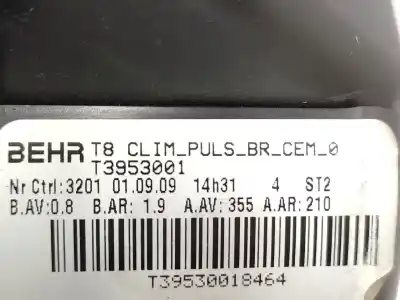 BEHR T8 CLIM_PULS_BR_CEM_0
T3953001
Nr Ctrl:3201 01.09.09 14h31 4 ST2
B.AV:0.8 B.AR: 1.9 A.AV: 355 A.AR: 210
T39530018464